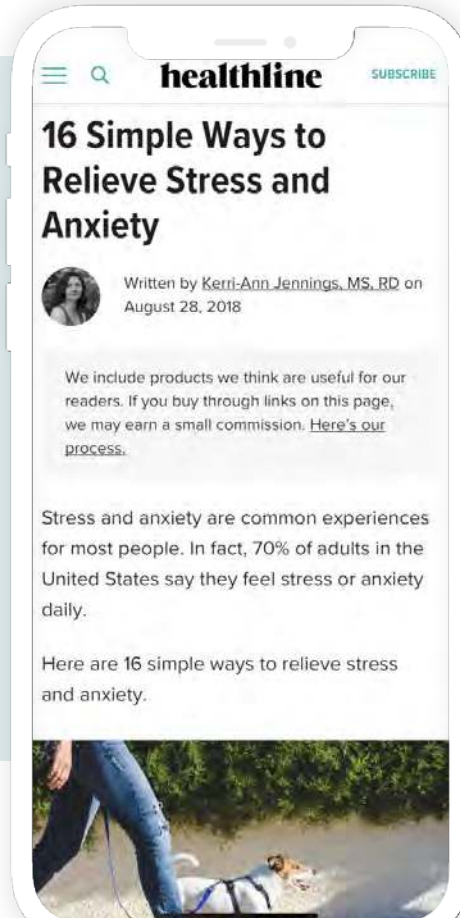 healthline
SUBSCRIBE
16 Simple Ways to
Relieve Stress and
Anxiety
Written by Kerri-Ann Jennings, MS, RD on
August 28, 2018
We include products we think are useful for our
readers. If you buy through links on this page,
we may earn a small commission. Here's our
process.
Stress and anxiety are common experiences
for most people. In fact, 70% of adults in the
United States say they feel stress or anxiety
daily.
Here are 16 simple ways to relieve stress
and anxiety.